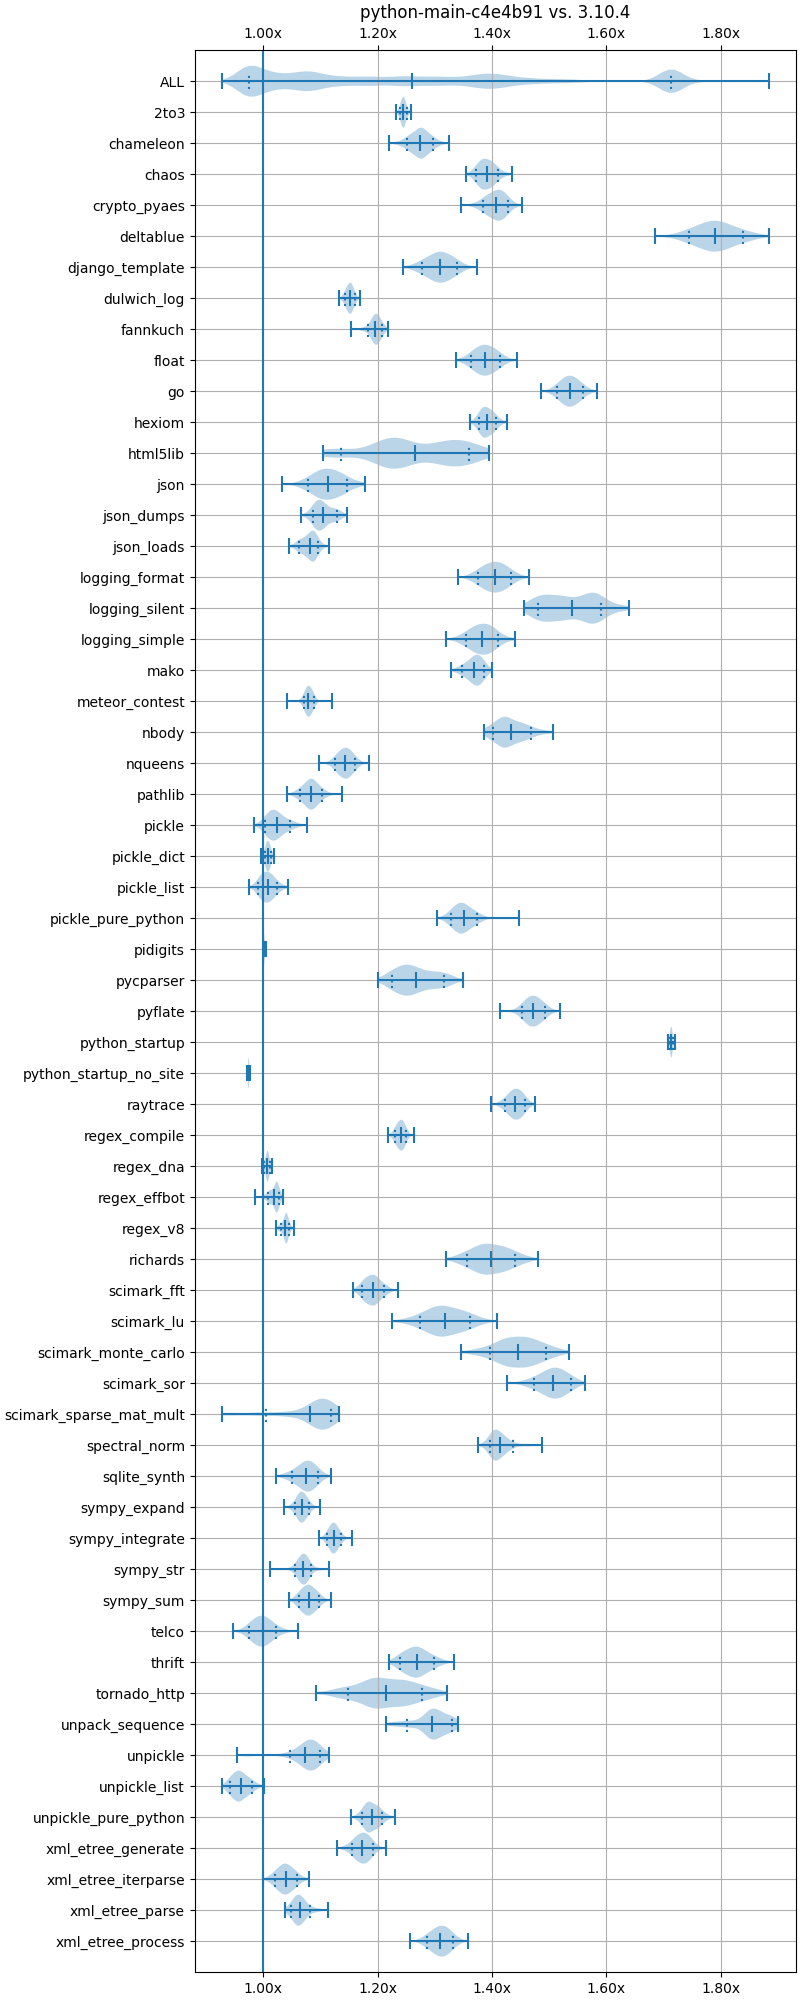 python-main-c4e4b91 vs. 3.10.4
1.00x 1.20x 1.40x 1.60x 1.80x
ALL
2to3
chameleon
chaos
crypto_pyaes
deltablue
django_template
dulwich_log
fannkuch
float
go
hexiom
html5lib
json
json_dumps
json_loads
logging_format
logging_silent
logging_simple
mako
meteor_contest
nbody
nqueens
pathlib
pickle
pickle_dict
pickle_list
pickle_pure_python
pidigits
pycparser
pyflate
python_startup
python_startup_no_site
raytrace
regex_compile
regex_dna
regex_effbot
regex_v8
richards
scimark_fft
scimark_lu
scimark_monte_carlo
scimark_sor
scimark_sparse_mat_mult
spectral_norm
sqlite_synth
sympy_expand
sympy_integrate
sympy_str
sympy_sum
telco
thrift
tornado_http
unpack_sequence
unpickle
unpickle_list
unpickle_pure_python
xml_etree_generate
xml_etree_iterparse
xml_etree_parse
xml_etree_process
1.00x 1.20x 1.40x 1.60x 1.80x